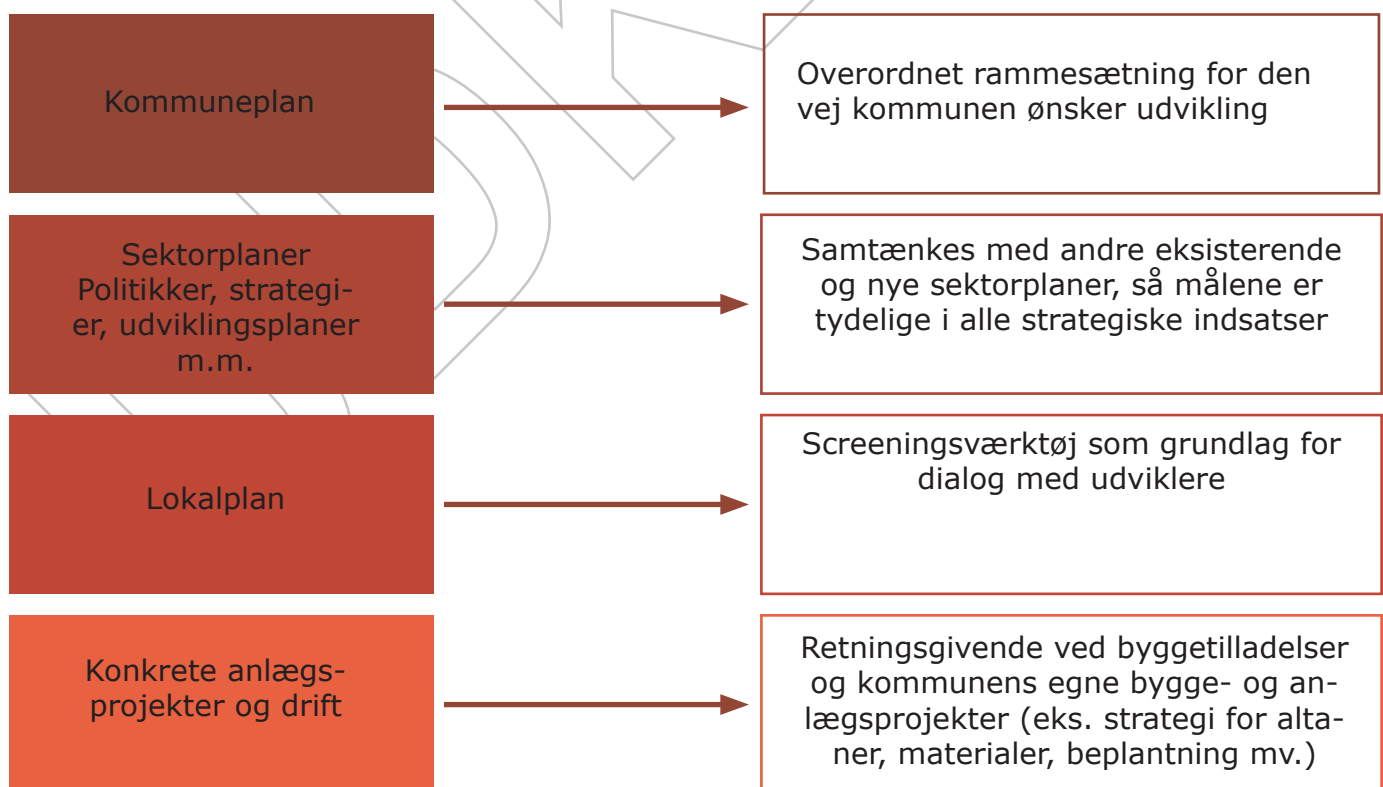 Kommuneplan
Overordnet rammesætning for den
vej kommunen ønsker udvikling
Sektorplaner
Politikker, strategi-
er, udviklingsplaner
m.m.
Samtænkes med andre eksisterende
og nye sektorplaner, så målene er
tydelige i alle strategiske indsatser
Lokalplan
Screeningsværktøj som grundlag for
dialog med udviklere
Konkrete anlægs-
projekter og drift
Retningsgivende ved byggetilladelser
og kommunens egne bygge- og an-
lægsprojekter (eks. strategi for alta-
ner, materialer, beplantning mv.)